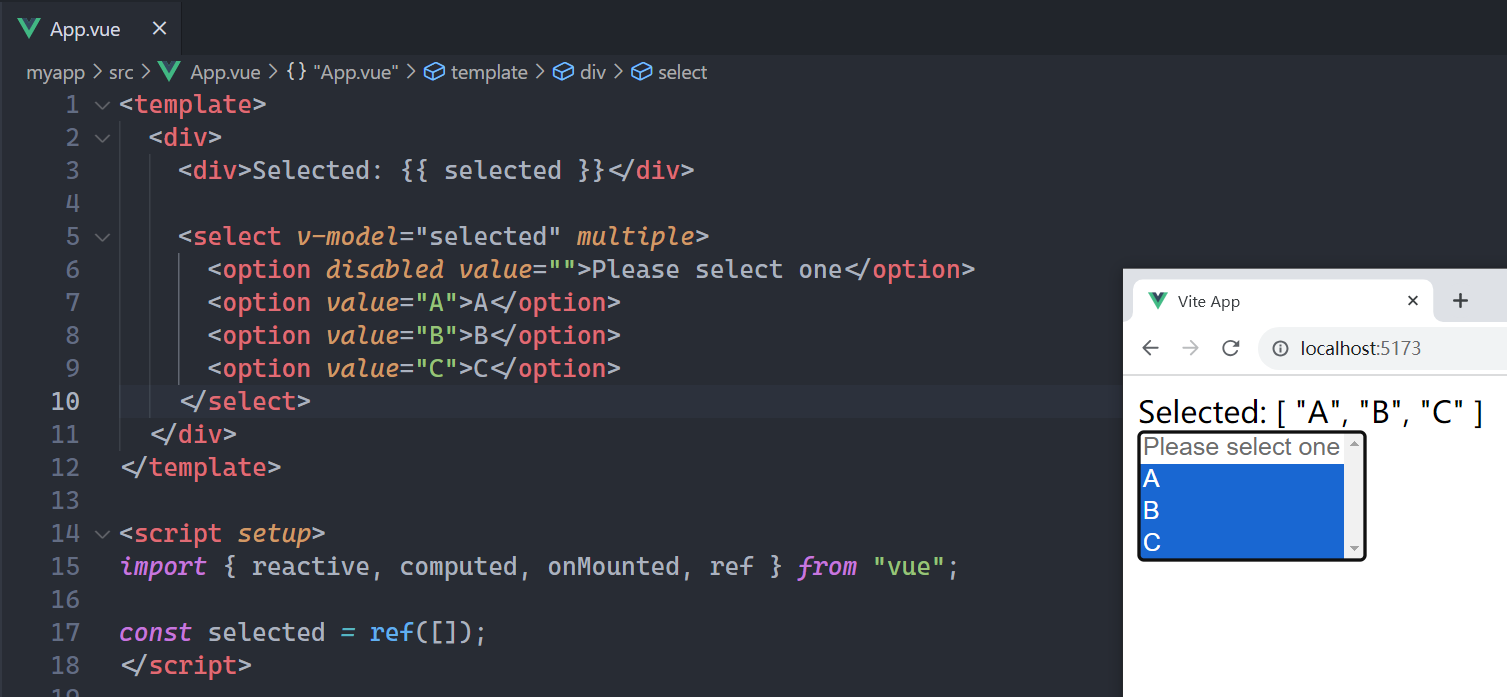 App.vue
myapp > src > App.vue > {} "App.vue" > template > div > select
1 <template>
2   <div>
3     <div>Selected: {{ selected }}</div>
4
5     <select v-model="selected" multiple>
6       <option disabled value="">Please select one</option>
7       <option value="A">A</option>
8       <option value="B">B</option>
9       <option value="C">C</option>
10     </select>
11   </div>
12 </template>
13
14 <script setup>
15 import { reactive, computed, onMounted, ref } from "vue";
16
17 const selected = ref([]);
18 </script>
19
Vite App
localhost:5173
Selected: [ "A", "B", "C" ]
Please select one
A
B
C